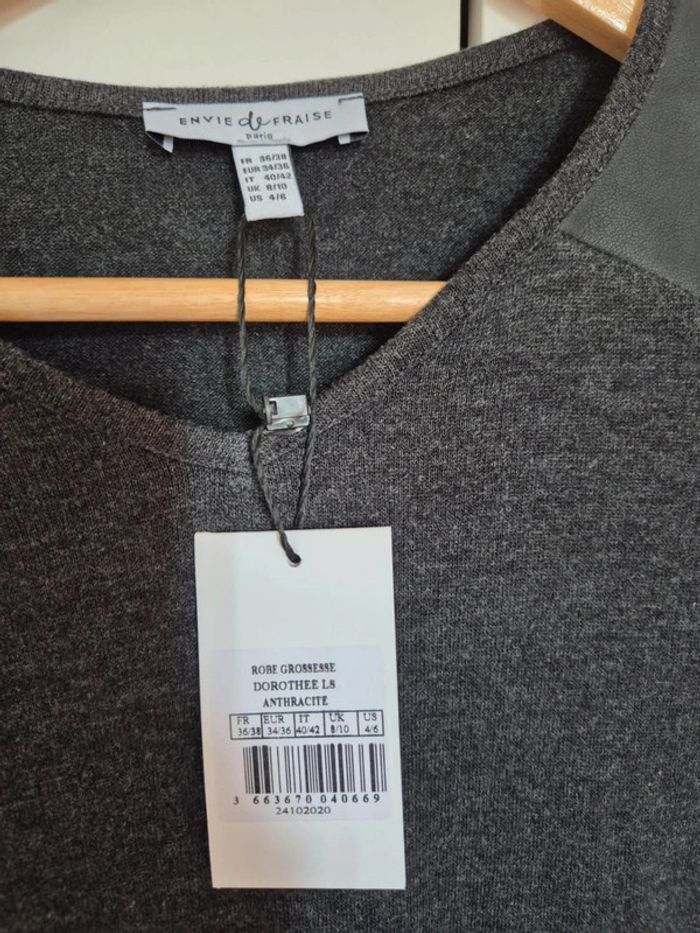 ENVIE de FRAISE
paris
FR 36/38
EUR 34/36
IT 40/42
UK 8/10
US 4/6
ROBE GROSSESSE
DOROTHEE LS
ANTHRACITE
FR EUR IT UK US
36/38 34/36 40/42 8/10 4/6
3 663670 040669
24102020